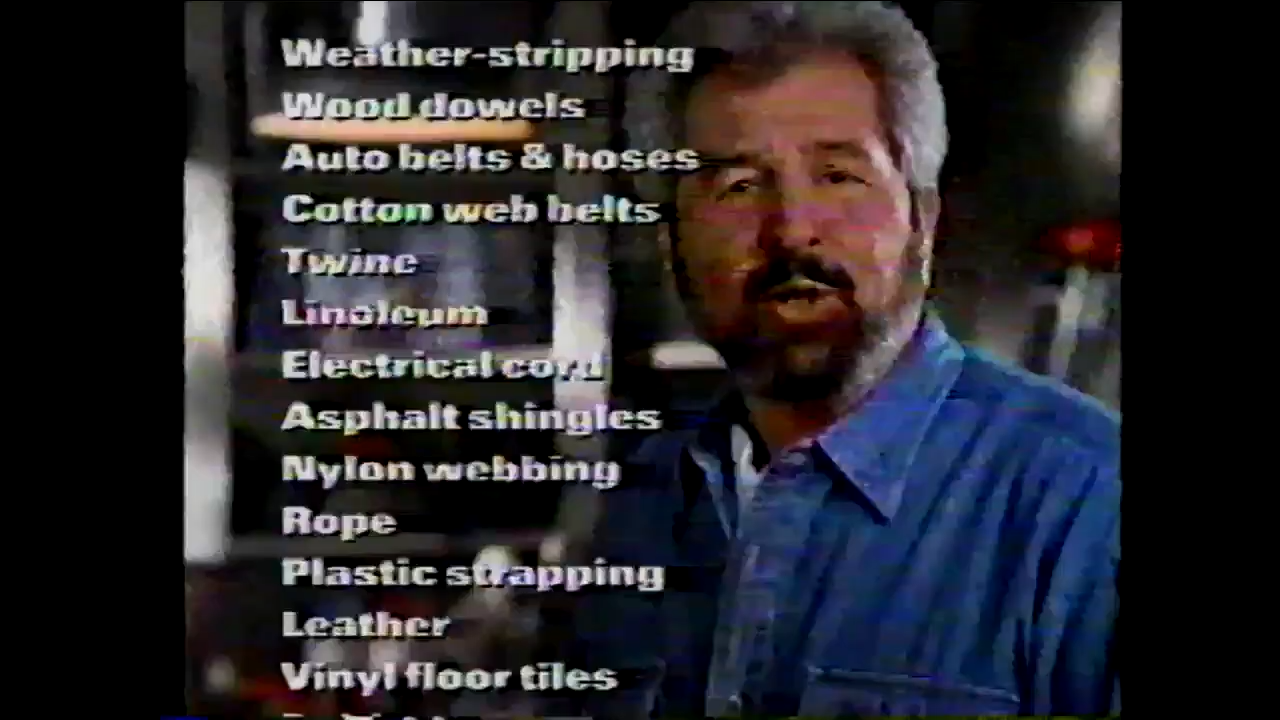 Weather-stripping
Wood dowels
Auto belts & hoses
Cotton web belts
Twine
Linoleum
Electrical cord
Asphalt shingles
Nylon webbing
Rope
Plastic strapping
Leather
Vinyl floor tiles